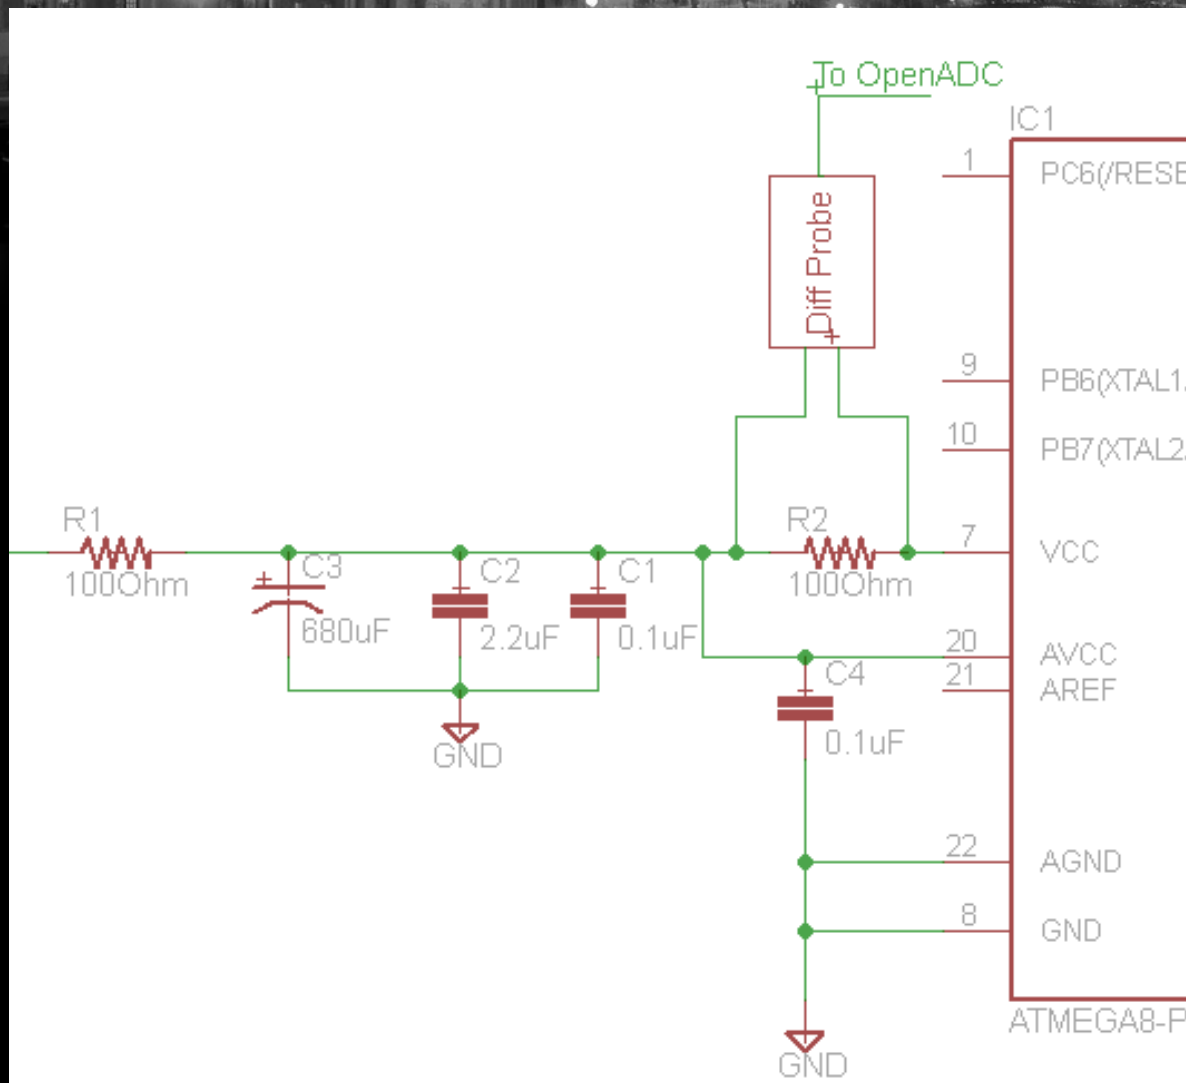 To OpenADC
IC1
1
PC6(/RESE
Diff Probe
9
PB6(XTAL1
10
PB7(XTAL2
R1
100Ohm
R2
100Ohm
7
VCC
C3
680uF
C2
2.2uF
C1
0.1uF
20
AVCC
21
AREF
C4
0.1uF
GND
22
AGND
8
GND
ATMEGA8-P
GND